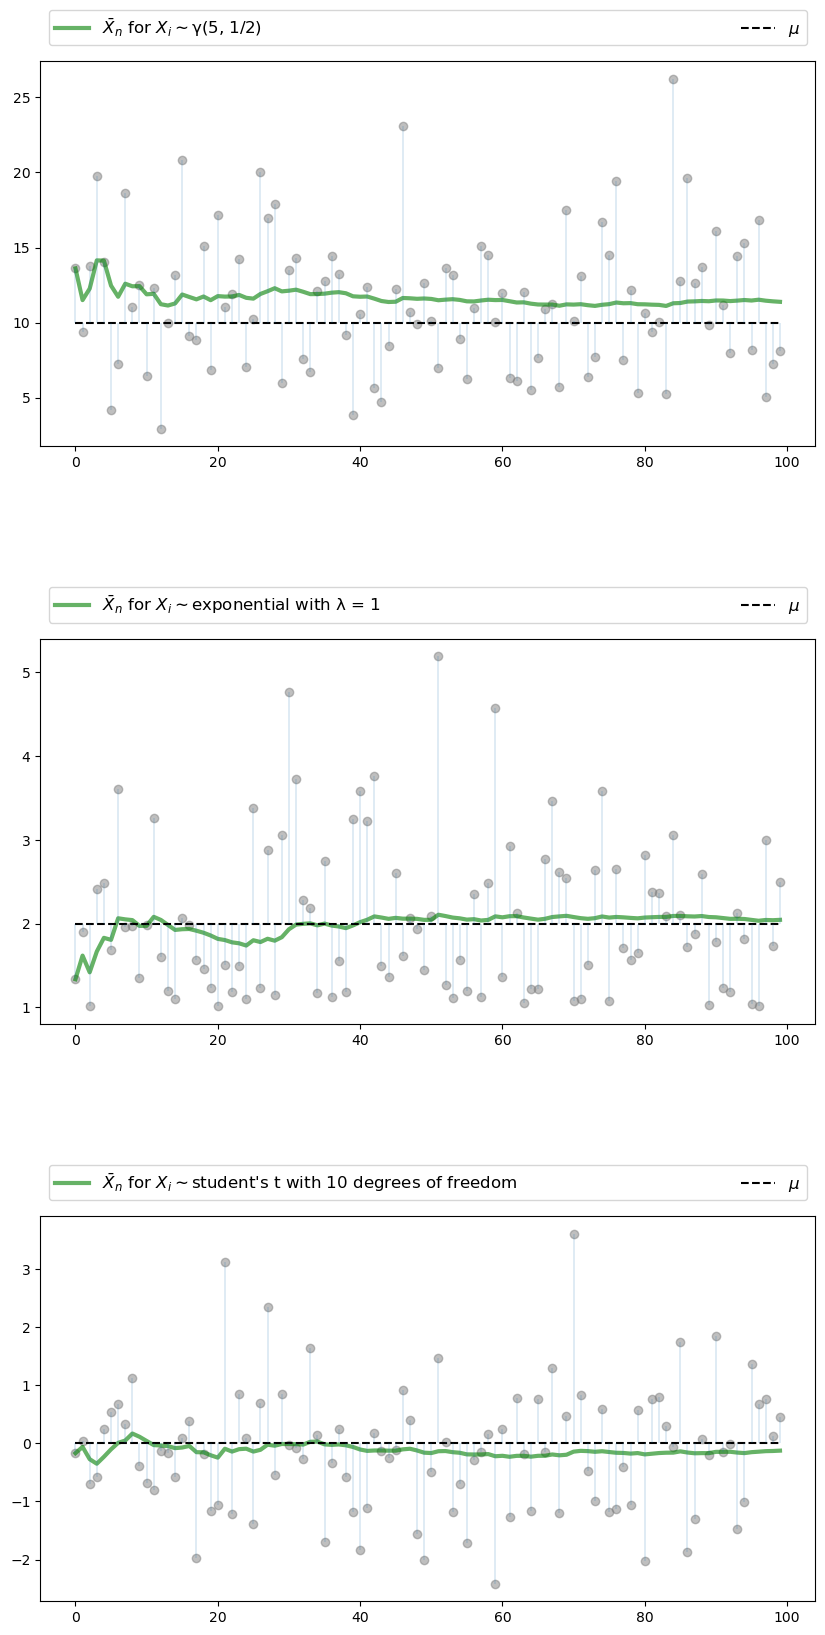 X̄ₙ for Xᵢ ∼ γ(5, 1/2) μ
25
20
15
10
5
0 20 40 60 80 100
X̄ₙ for Xᵢ ∼ exponential with λ = 1 μ
5
4
3
2
1
0 20 40 60 80 100
X̄ₙ for Xᵢ ∼ student's t with 10 degrees of freedom μ
3
2
1
0
−1
−2
0 20 40 60 80 100